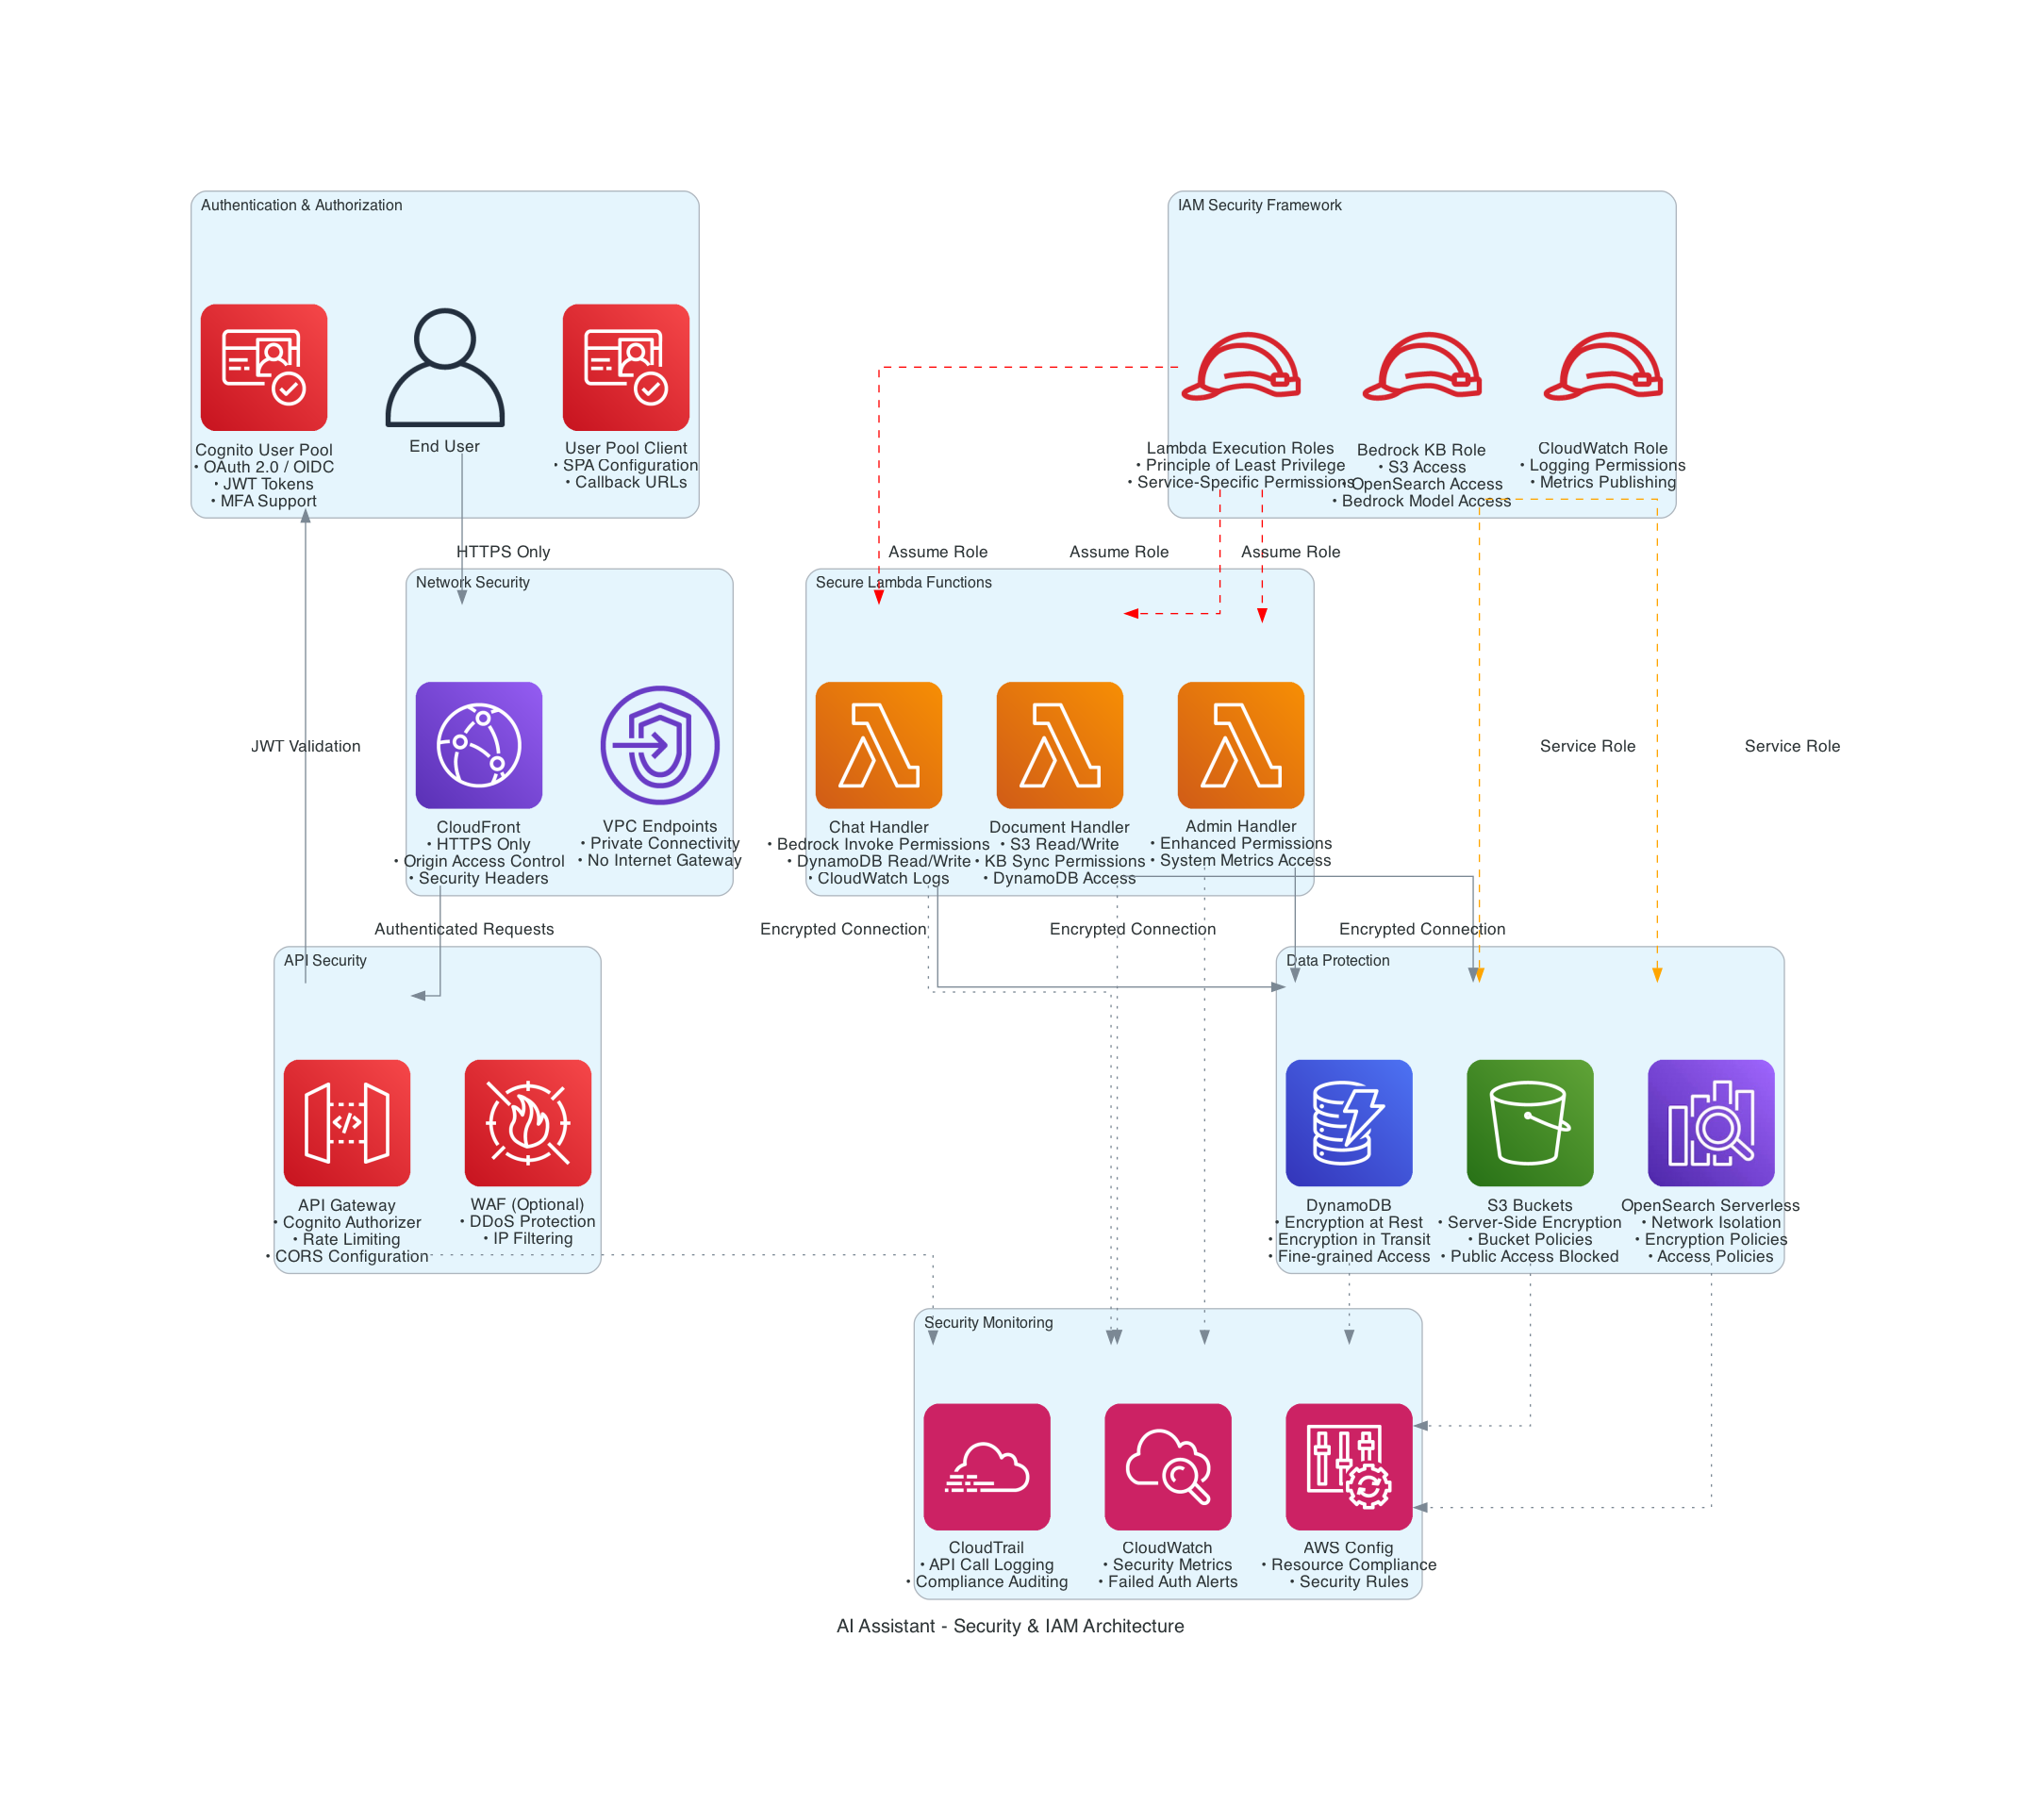 Authentication & Authorization
Cognito User Pool
• OAuth 2.0 / OIDC
• JWT Tokens
• MFA Support
End User
User Pool Client
• SPA Configuration
• Callback URLs
IAM Security Framework
Lambda Execution Roles
• Principle of Least Privilege
• Service-Specific Permissions
Bedrock KB Role
• S3 Access
• OpenSearch Access
• Bedrock Model Access
CloudWatch Role
• Logging Permissions
• Metrics Publishing
HTTPS Only
Assume Role
Assume Role
Assume Role
Network Security
CloudFront
• HTTPS Only
• Origin Access Control
• Security Headers
VPC Endpoints
• Private Connectivity
• No Internet Gateway
Secure Lambda Functions
Chat Handler
• Bedrock Invoke Permissions
• DynamoDB Read/Write
• CloudWatch Logs
Document Handler
• S3 Read/Write
• KB Sync Permissions
• DynamoDB Access
Admin Handler
• Enhanced Permissions
• System Metrics Access
JWT Validation
Service Role
Service Role
Authenticated Requests
Encrypted Connection
Encrypted Connection
Encrypted Connection
API Security
API Gateway
• Cognito Authorizer
• Rate Limiting
• CORS Configuration
WAF (Optional)
• DDoS Protection
• IP Filtering
Data Protection
DynamoDB
• Encryption at Rest
• Encryption in Transit
• Fine-grained Access
S3 Buckets
• Server-Side Encryption
• Bucket Policies
• Public Access Blocked
OpenSearch Serverless
• Network Isolation
• Encryption Policies
• Access Policies
Security Monitoring
CloudTrail
• API Call Logging
• Compliance Auditing
CloudWatch
• Security Metrics
• Failed Auth Alerts
AWS Config
• Resource Compliance
• Security Rules
AI Assistant - Security & IAM Architecture